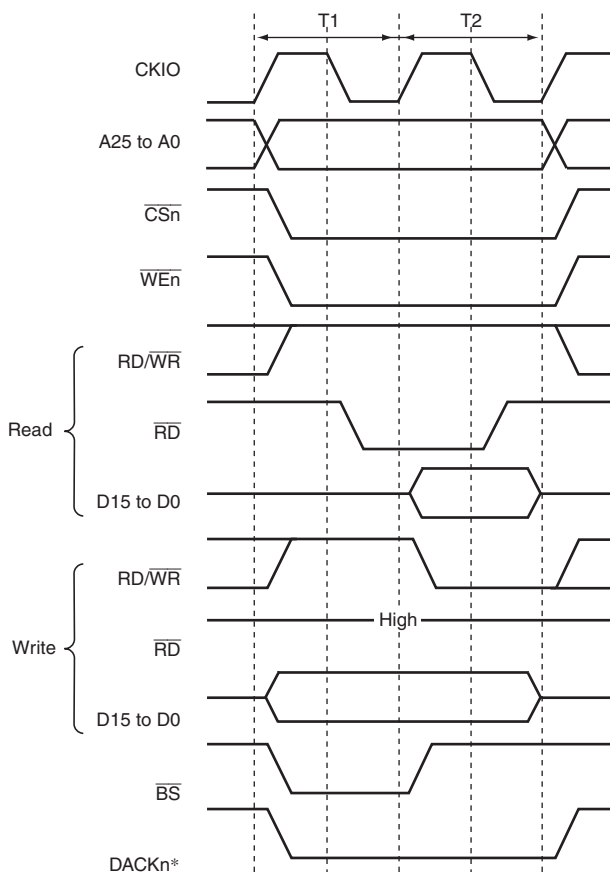 T1 T2
CKIO
A25 to A0
CSn
WEn
RD/WR
Read
RD
D15 to D0
RD/WR
High
Write
RD
D15 to D0
BS
DACKn*